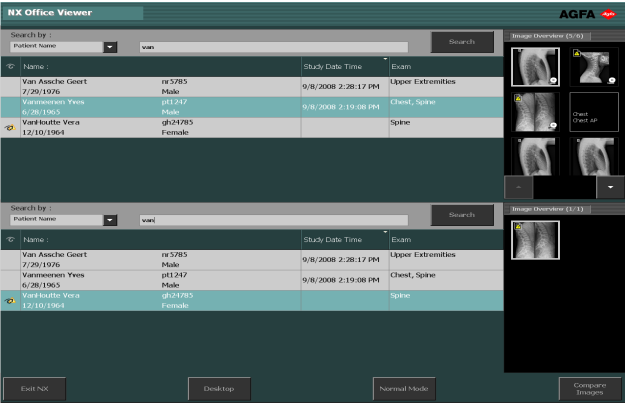 NX Office Viewer
AGFA
Search by :
Patient Name
van
Search
Name :
Study Date Time
Exam
Van Assche Geert
nr5785
9/8/2008 2:28:17 PM
Upper Extremities
7/29/1976
Male
Vanmeenen Yves
pt1247
9/8/2008 2:19:08 PM
Chest, Spine
6/28/1965
Male
VanHoutte Vera
gh24785
Spine
12/10/1964
Female
Image Overview (5/6)
Chest
Chest AP
Search by :
Patient Name
van
Search
Name :
Study Date Time
Exam
Van Assche Geert
nr5785
9/8/2008 2:28:17 PM
Upper Extremities
7/29/1976
Male
Vanmeenen Yves
pt1247
9/8/2008 2:19:08 PM
Chest, Spine
6/28/1965
Male
VanHoutte Vera
gh24785
Spine
12/10/1964
Female
Image Overview (1/1)
Exit NX
Desktop
Normal Mode
Compare
Images